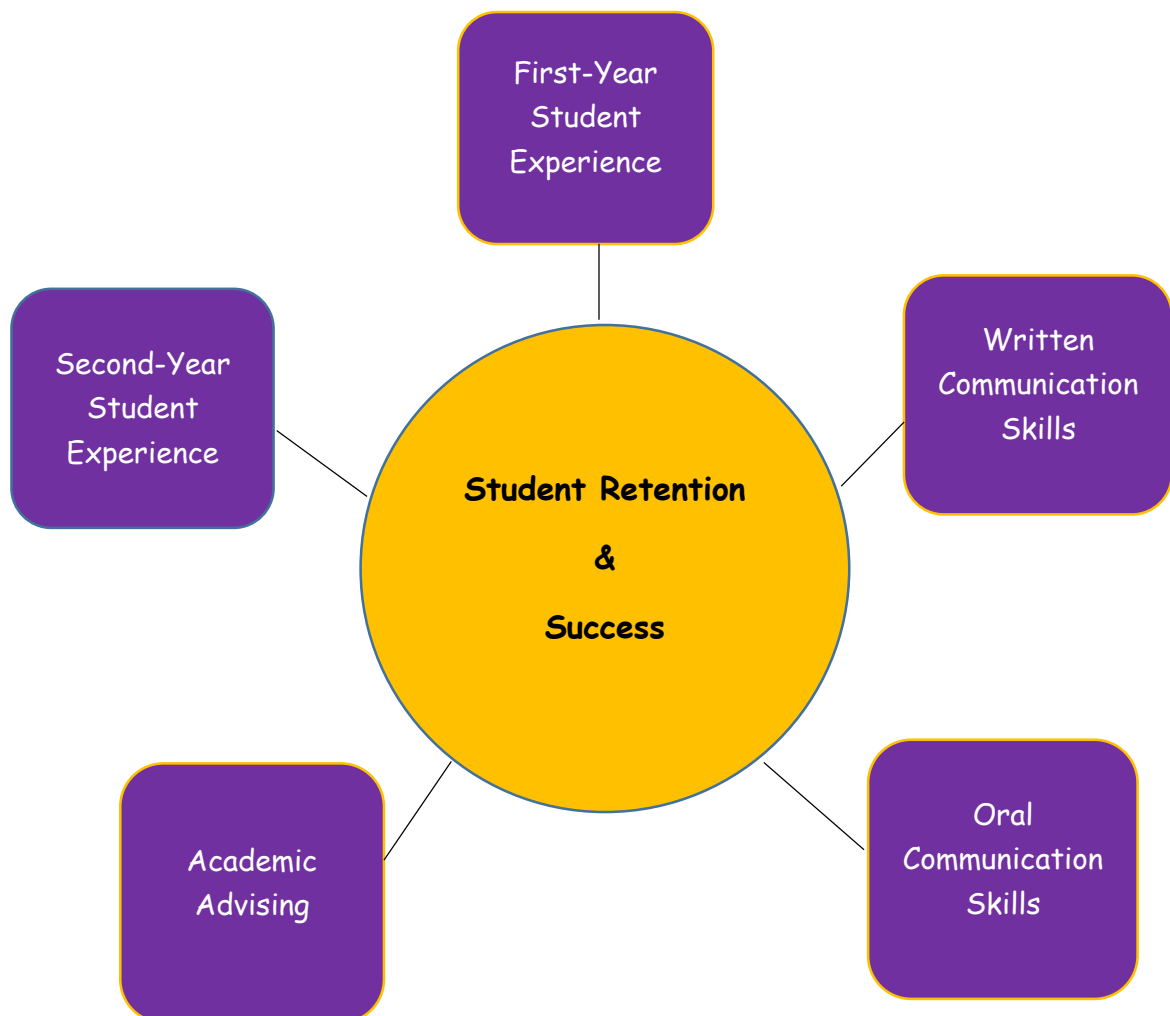 First-Year
Student
Experience
Second-Year
Student
Experience
Written
Communication
Skills
Student Retention
&
Success
Academic
Advising
Oral
Communication
Skills